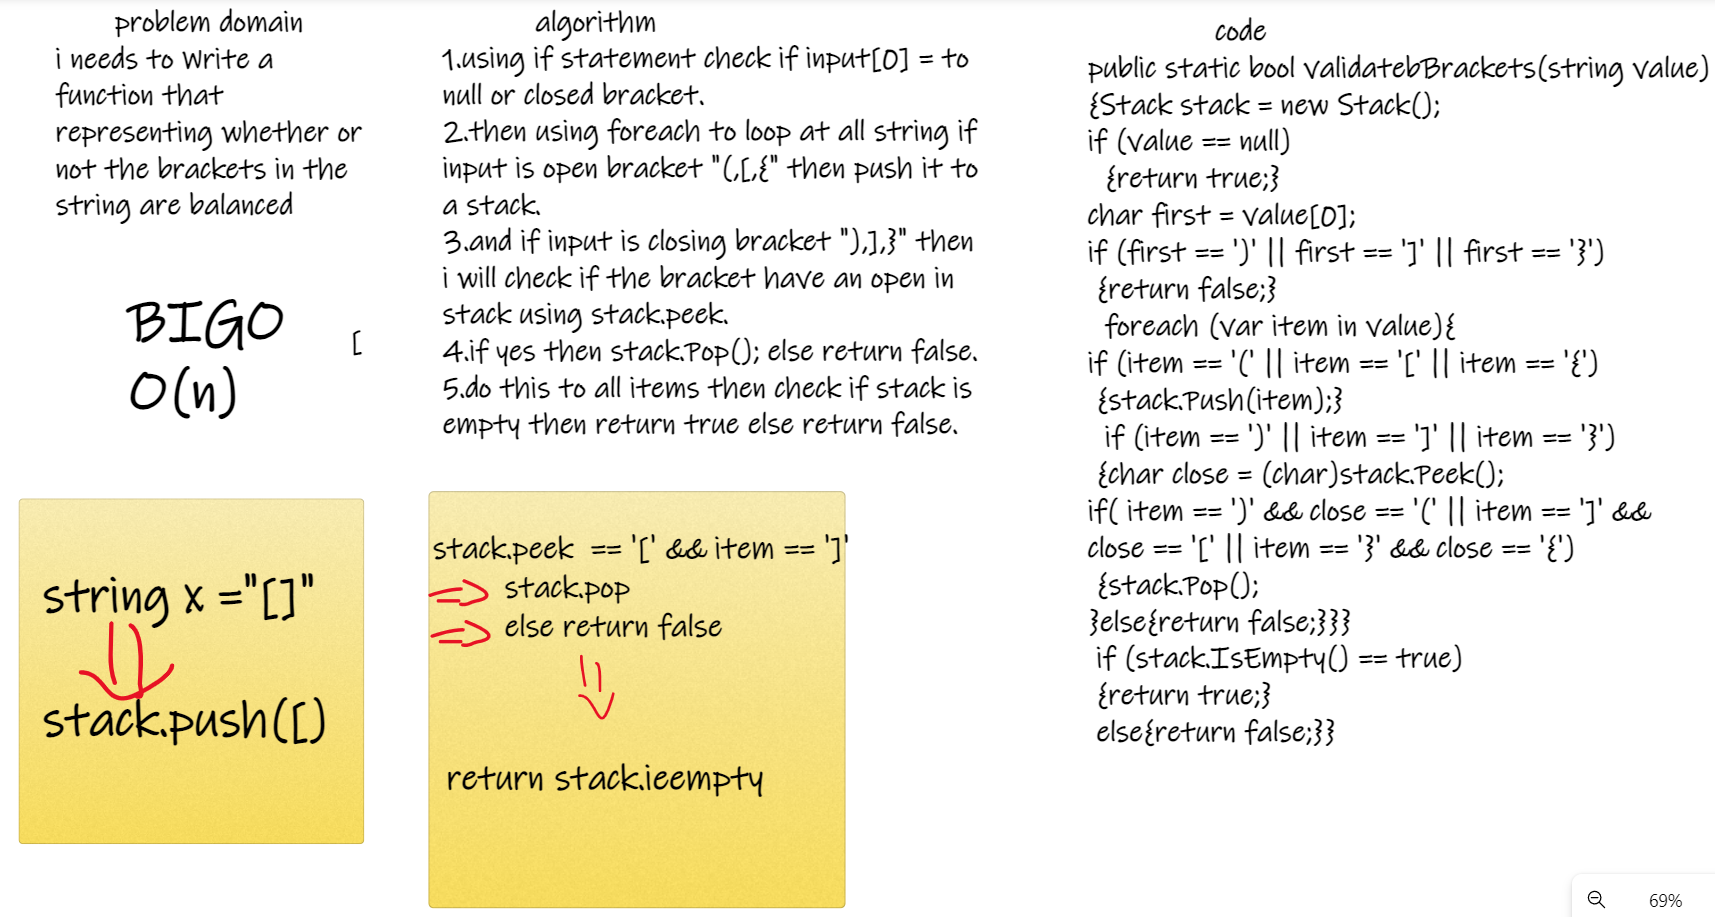 problem domain
i needs to Write a
function that
representing whether or
not the brackets in the
string are balanced
BIGO
O(n)
[
algorithm
1.using if statement check if input[0] = to
null or closed bracket.
2.then using foreach to loop at all string if
input is open bracket "(,[,{" then push it to
a stack.
3.and if input is closing bracket "),],}" then
i will check if the bracket have an open in
stack using stack.peek.
4.if yes then stack.Pop(); else return false.
5.do this to all items then check if stack is
empty then return true else return false.
string x ="[]"
stack.push([)
stack.peek == '[' && item == ']'
stack.pop
else return false
return stack.ieempty
code
public static bool validatebBrackets(string value)
{Stack stack = new Stack();
if (value == null)
{return true;}
char first = value[0];
if (first == ')' || first == ']' || first == '}')
{return false;}
foreach (var item in value){
if (item == '(' || item == '[' || item == '{')
{stack.Push(item);}
if (item == ')' || item == ']' || item == '}')
{char close = (char)stack.Peek();
if( item == ')' && close == '(' || item == ']' &&
close == '[' || item == '}' && close == '{')
{stack.Pop();
}else{return false;}}}
if (stack.IsEmpty() == true)
{return true;}
else{return false;}}
69%